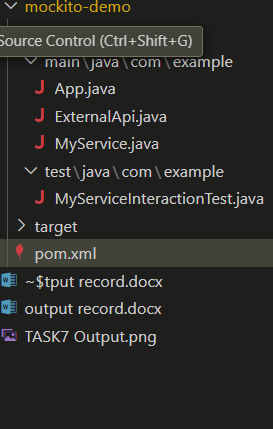 mockito-demo
Source Control (Ctrl+Shift+G)
main\java\com\example
App.java
ExternalApi.java
MyService.java
test\java\com\example
MyServiceInteractionTest.java
target
pom.xml
~$tput record.docx
output record.docx
TASK7 Output.png